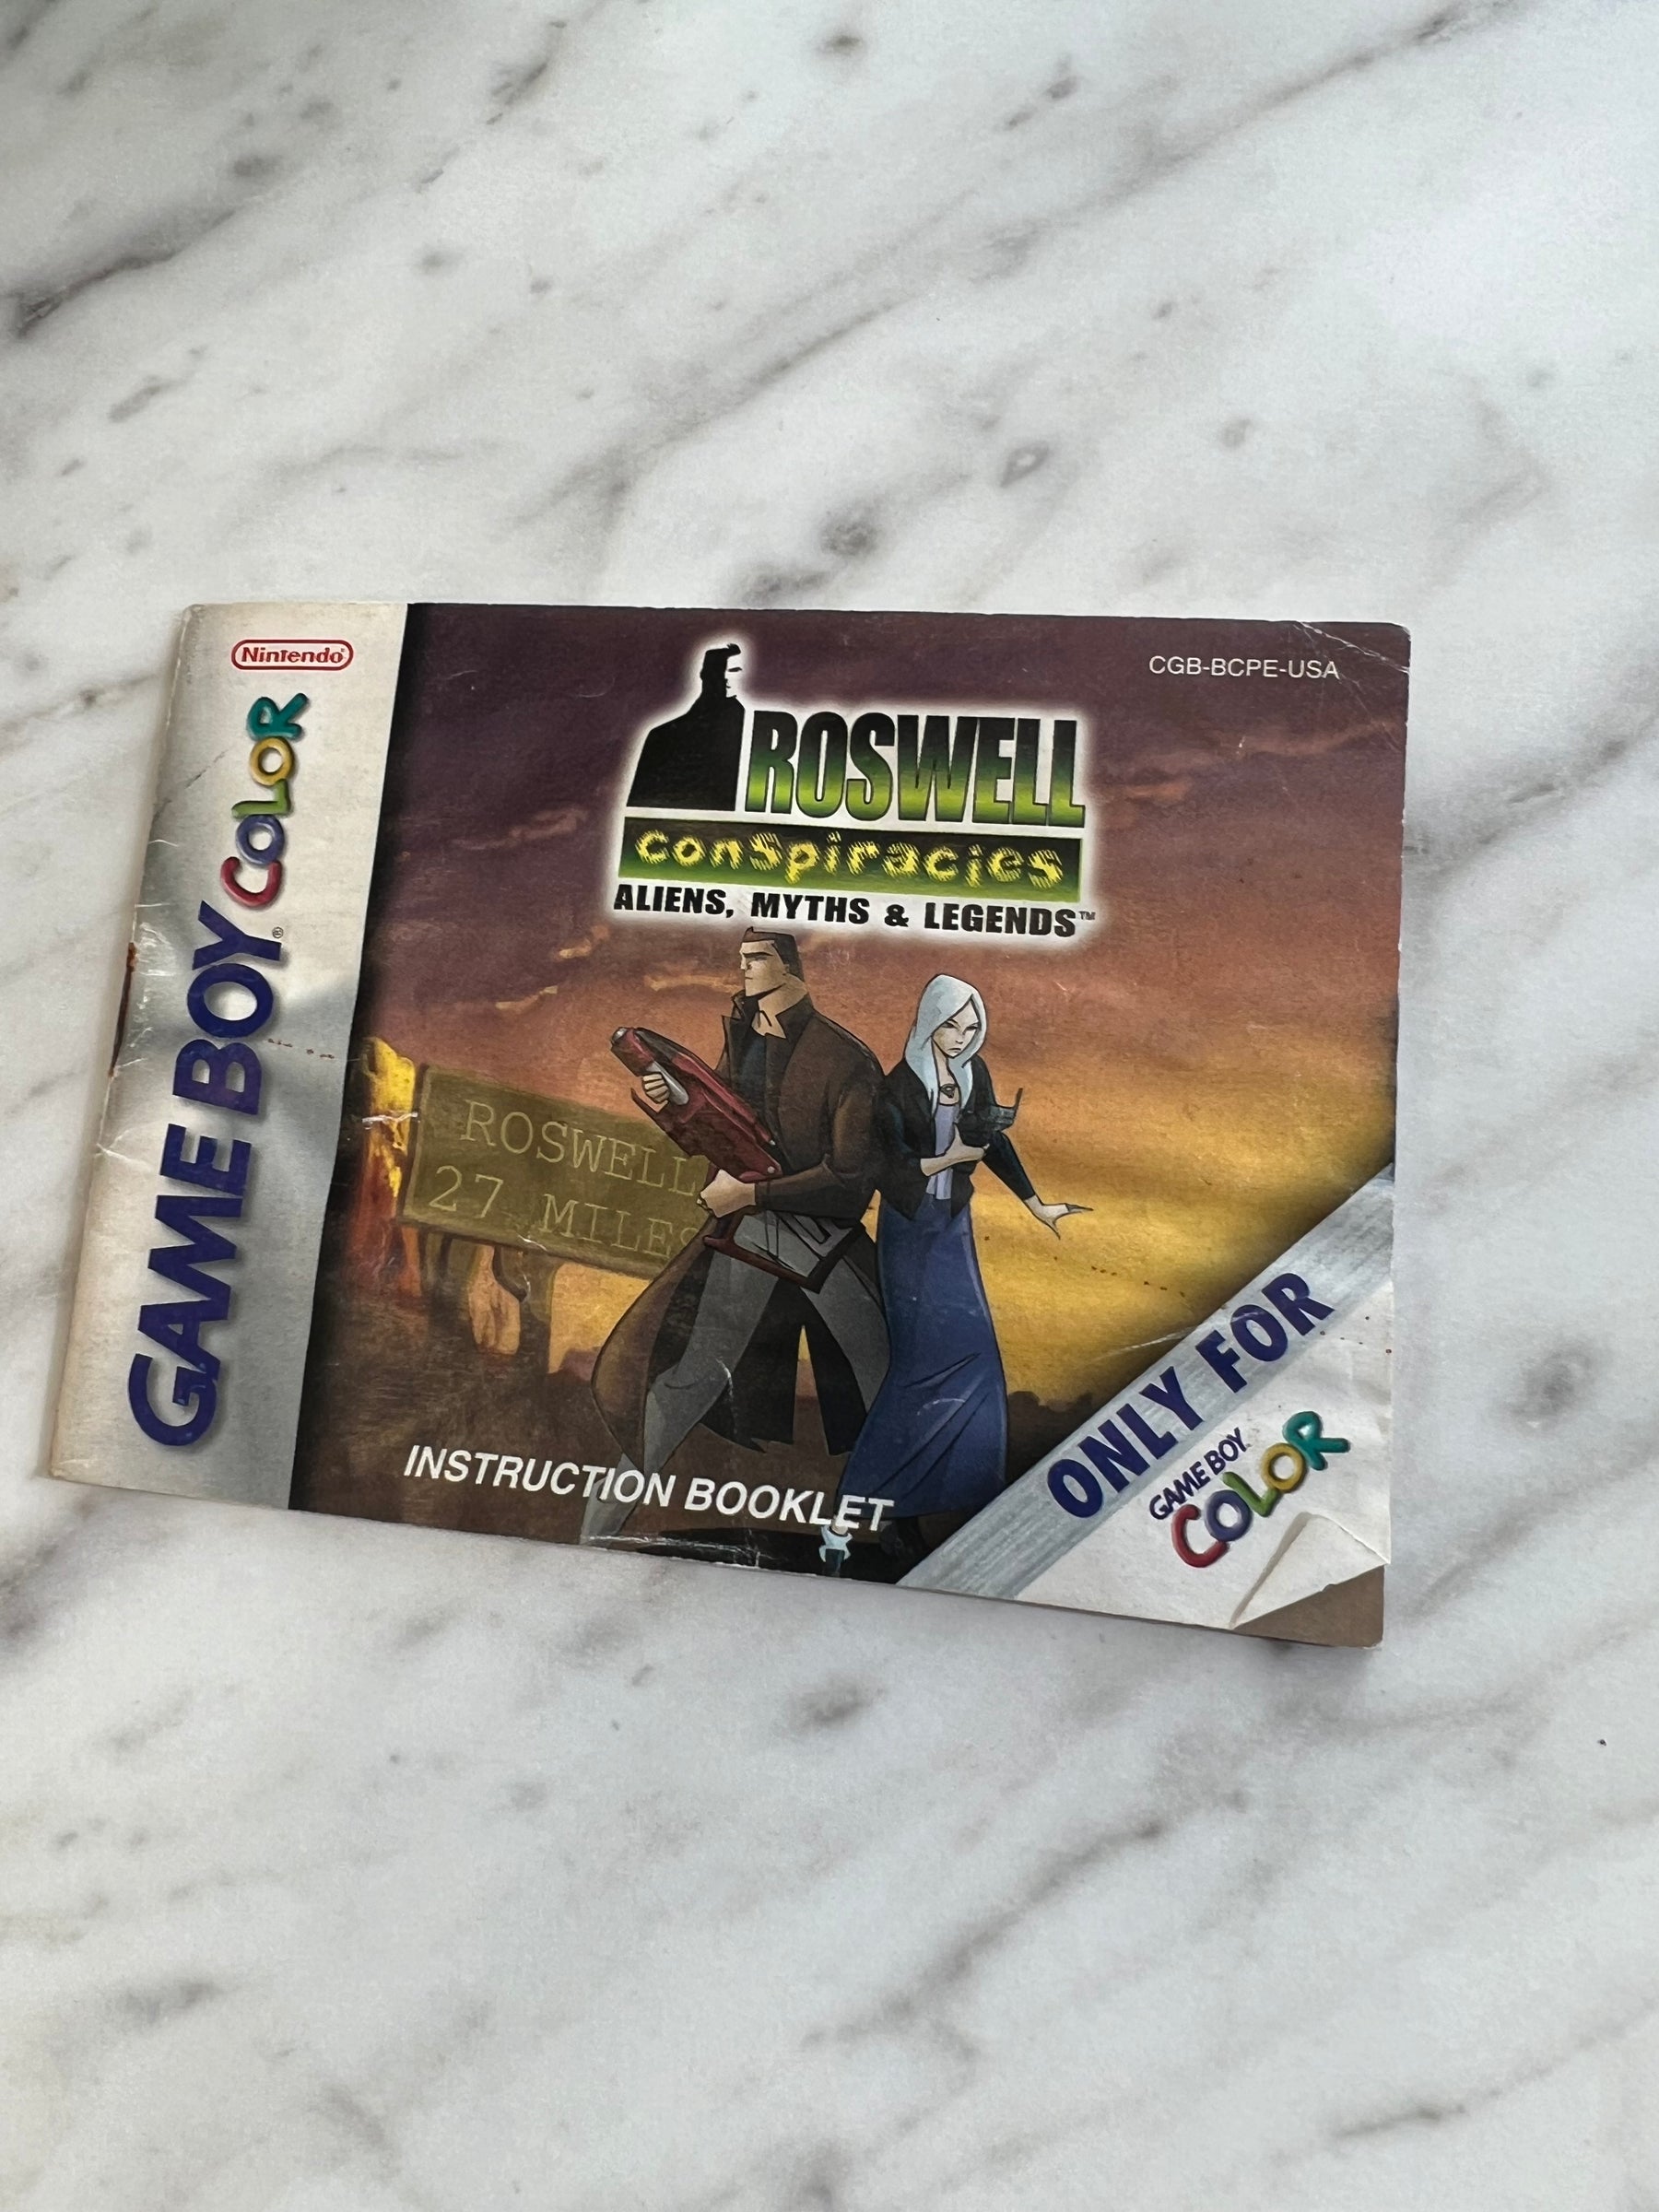 Nintendo®
GAME BOY® COLOR
CGB-BCPE-USA
ROSWELL
conspiracies
ALIENS, MYTHS & LEGENDS™
ROSWELL
27 MILES
INSTRUCTION BOOKLET
ONLY FOR
GAME BOY
COLOR